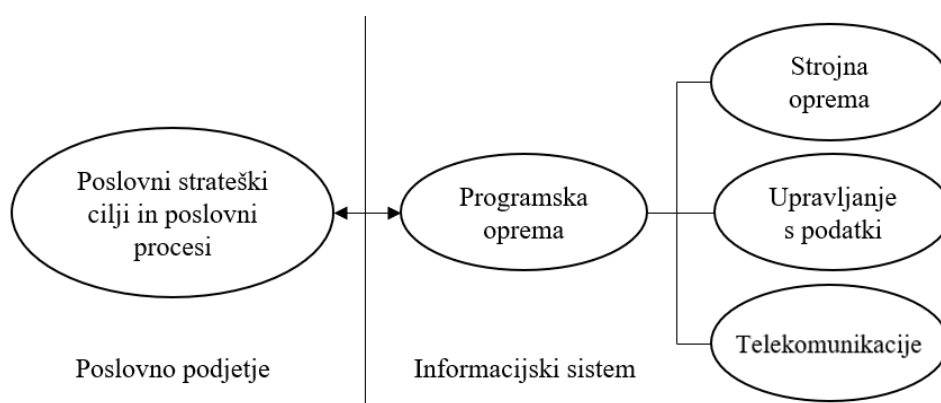 Poslovni strateški
cilji in poslovni
procesi
Poslovno podjetje
Programska
oprema
Informacijski sistem
Strojna
oprema
Upravljanje
s podatki
Telekomunikacije